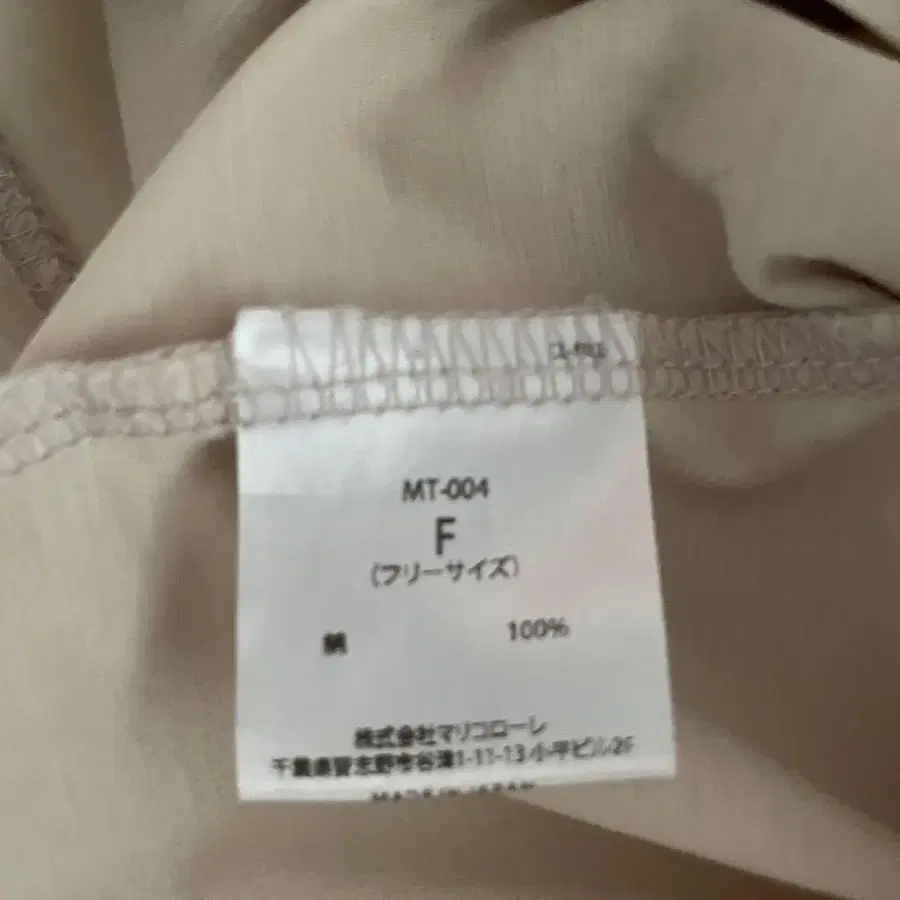 MT-004
F
(フリーサイズ)
綿 100%
株式会社マリコローレ
千葉県習志野市谷津1-11-13 小平ビル2F